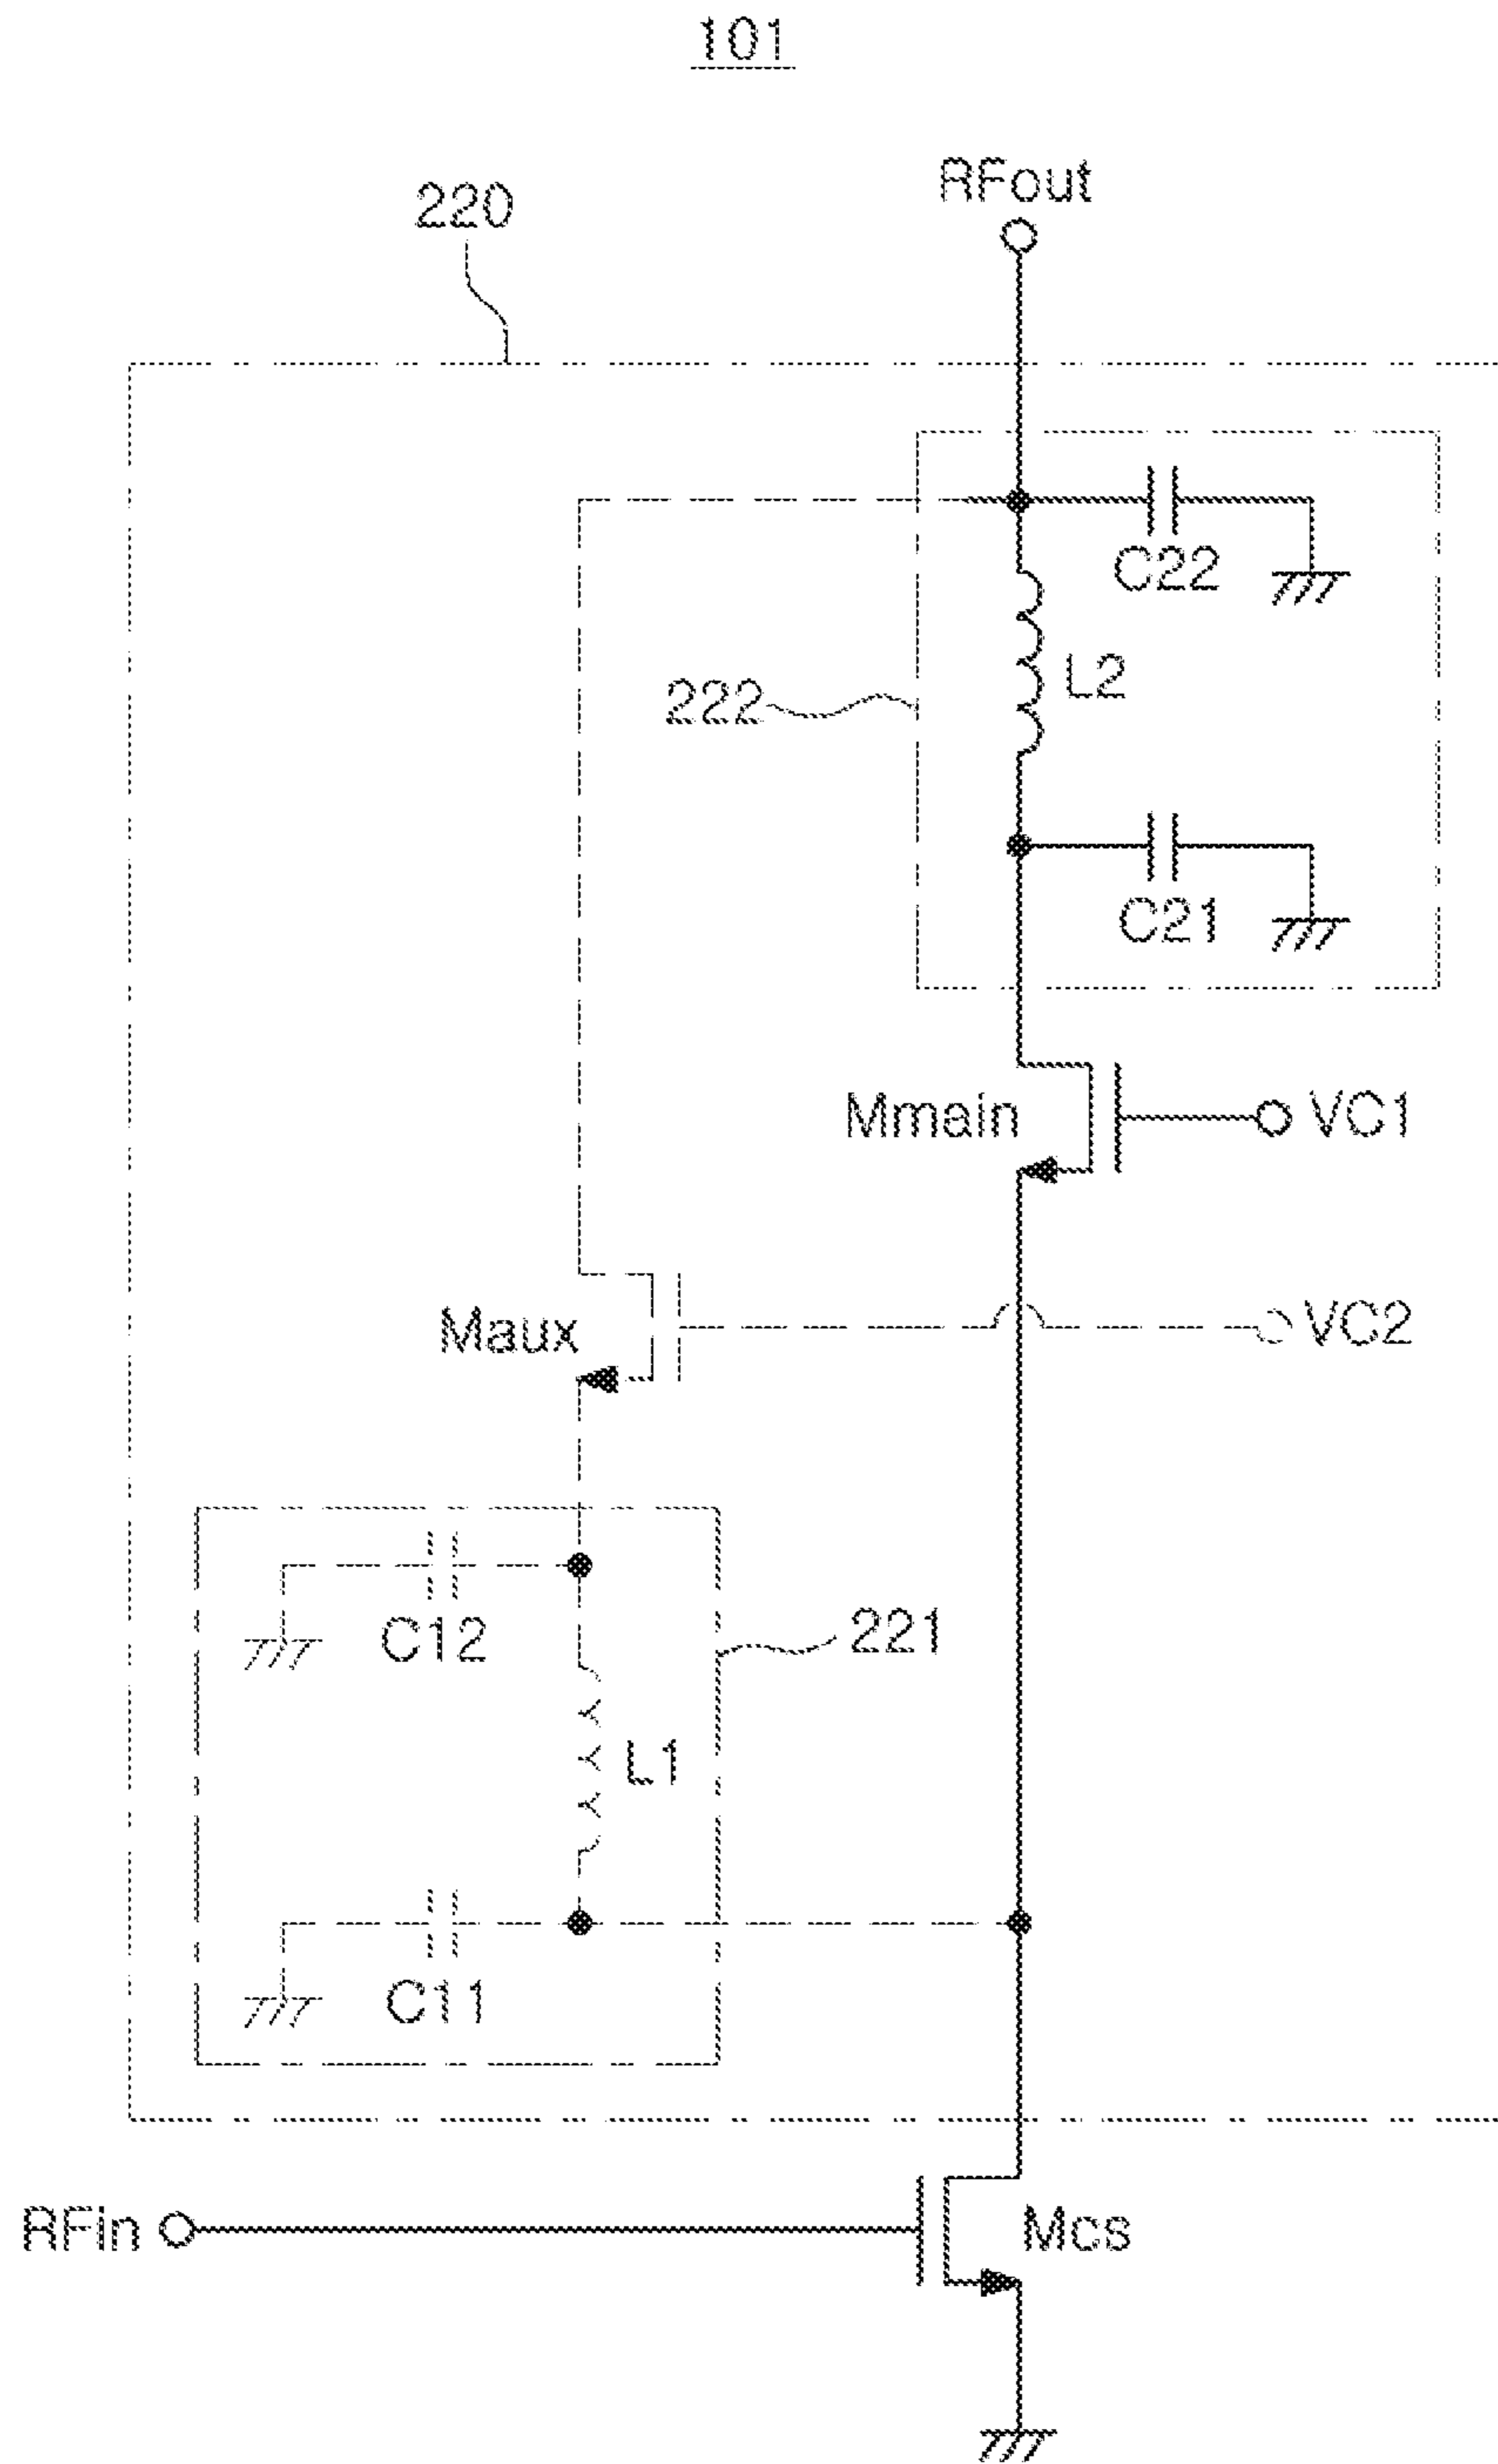 101
RFout
220
C22
L2
222
C21
Mmain
VC1
Maux
VC2
C12
221
L1
C11
RFin
Mcs